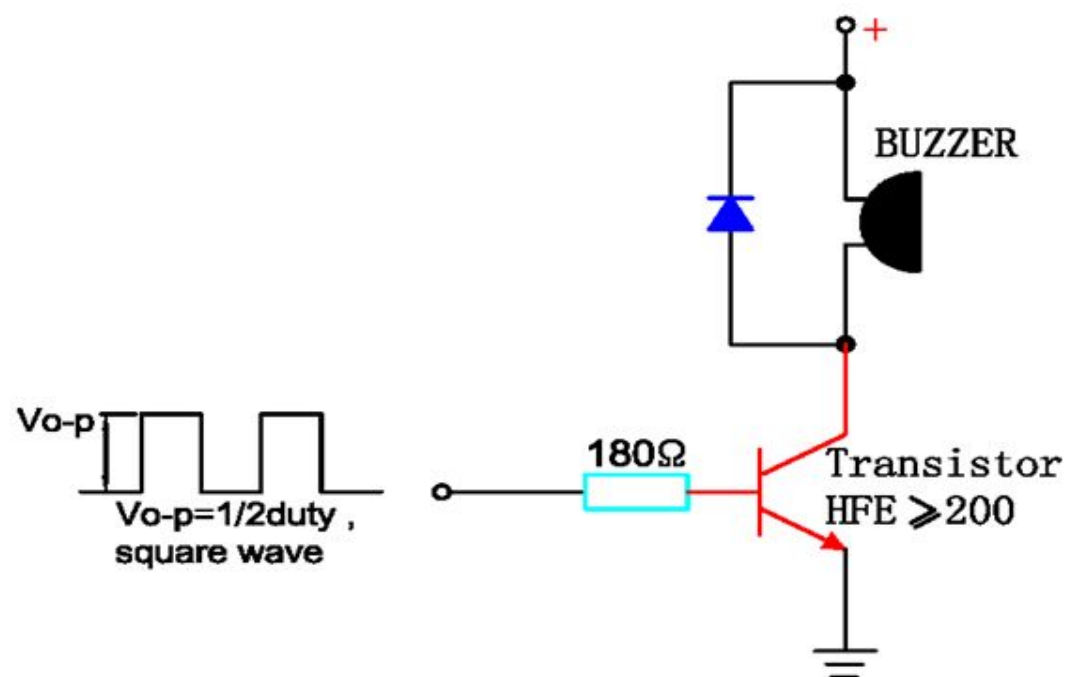 +
BUZZER
Vo-p
180Ω
Transistor
HFE ⩾200
Vo-p=1/2duty ,
square wave